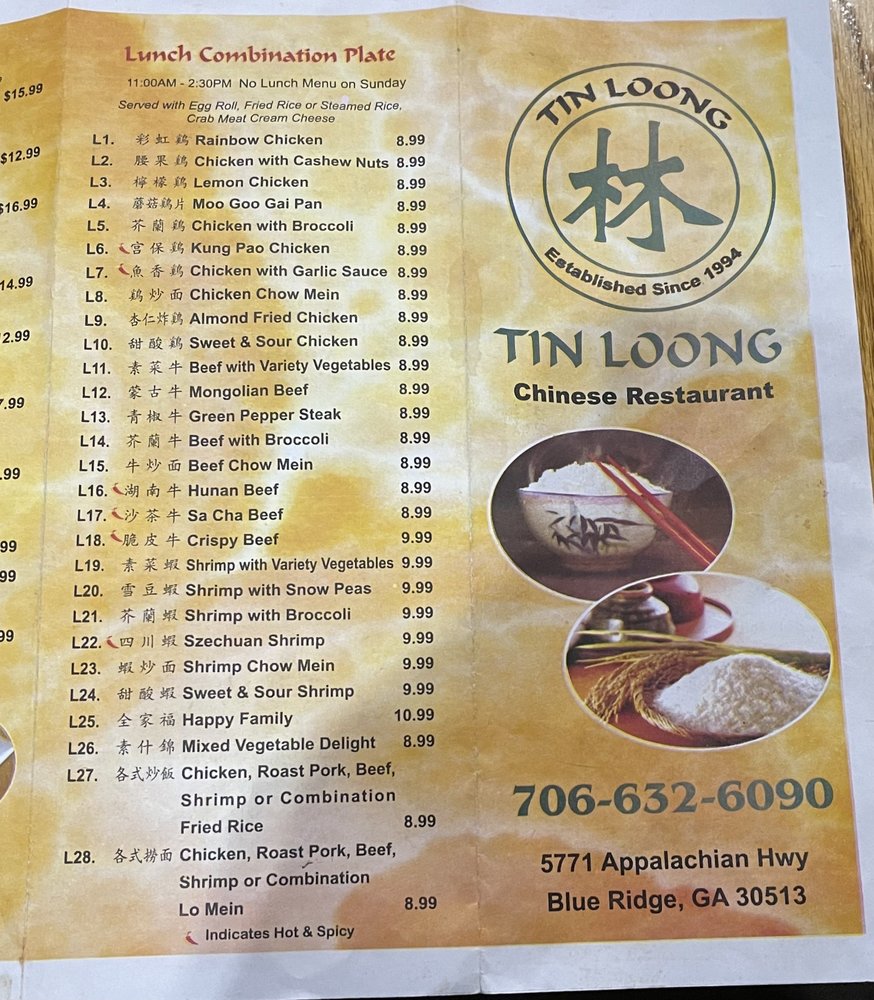 $15.99
$12.99
$16.99
14.99
2.99
7.99
.99
99
99
99
Lunch Combination Plate
11:00AM - 2:30PM No Lunch Menu on Sunday
Served with Egg Roll, Fried Rice or Steamed Rice,
Crab Meat Cream Cheese
L1. 彩虹鷄 Rainbow Chicken 8.99
L2. 腰果鷄 Chicken with Cashew Nuts 8.99
L3. 檸檬鷄 Lemon Chicken 8.99
L4. 蘑菇鷄片 Moo Goo Gai Pan 8.99
L5. 芥蘭鷄 Chicken with Broccoli 8.99
L6. 宫保鷄 Kung Pao Chicken 8.99
L7. 魚香鷄 Chicken with Garlic Sauce 8.99
L8. 鷄炒面 Chicken Chow Mein 8.99
L9. 杏仁炸鷄 Almond Fried Chicken 8.99
L10. 甜酸鷄 Sweet & Sour Chicken 8.99
L11. 素菜牛 Beef with Variety Vegetables 8.99
L12. 蒙古牛 Mongolian Beef 8.99
L13. 青椒牛 Green Pepper Steak 8.99
L14. 芥蘭牛 Beef with Broccoli 8.99
L15. 牛炒面 Beef Chow Mein 8.99
L16. 湖南牛 Hunan Beef 8.99
L17. 沙茶牛 Sa Cha Beef 8.99
L18. 脆皮牛 Crispy Beef 9.99
L19. 素菜蝦 Shrimp with Variety Vegetables 9.99
L20. 雪豆蝦 Shrimp with Snow Peas 9.99
L21. 芥蘭蝦 Shrimp with Broccoli 9.99
L22. 四川蝦 Szechuan Shrimp 9.99
L23. 蝦炒面 Shrimp Chow Mein 9.99
L24. 甜酸蝦 Sweet & Sour Shrimp 9.99
L25. 全家福 Happy Family 10.99
L26. 素什錦 Mixed Vegetable Delight 8.99
L27. 各式炒飯 Chicken, Roast Pork, Beef,
Shrimp or Combination
Fried Rice 8.99
L28. 各式撈面 Chicken, Roast Pork, Beef,
Shrimp or Combination
Lo Mein 8.99
Indicates Hot & Spicy
TIN LOONG
林
Established Since 1994
TIN LOONG
Chinese Restaurant
706-632-6090
5771 Appalachian Hwy
Blue Ridge, GA 30513